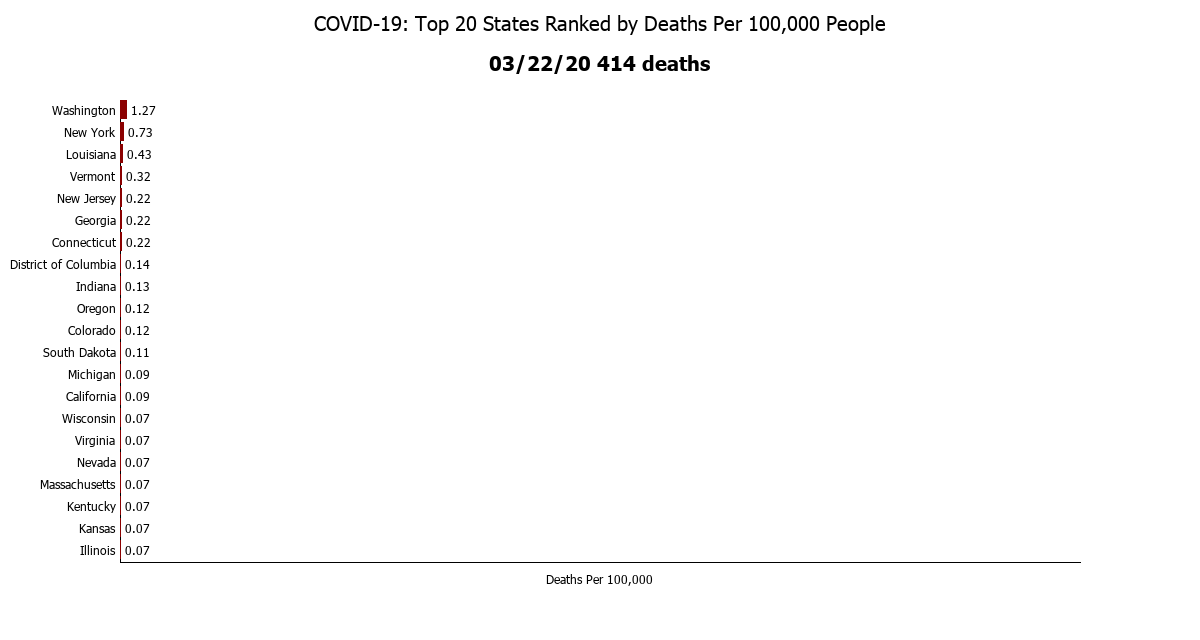 COVID-19: Top 20 States Ranked by Deaths Per 100,000 People
03/22/20 414 deaths
Washington 1.27
New York 0.73
Louisiana 0.43
Vermont 0.32
New Jersey 0.22
Georgia 0.22
Connecticut 0.22
District of Columbia 0.14
Indiana 0.13
Oregon 0.12
Colorado 0.12
South Dakota 0.11
Michigan 0.09
California 0.09
Wisconsin 0.07
Virginia 0.07
Nevada 0.07
Massachusetts 0.07
Kentucky 0.07
Kansas 0.07
Illinois 0.07
Deaths Per 100,000